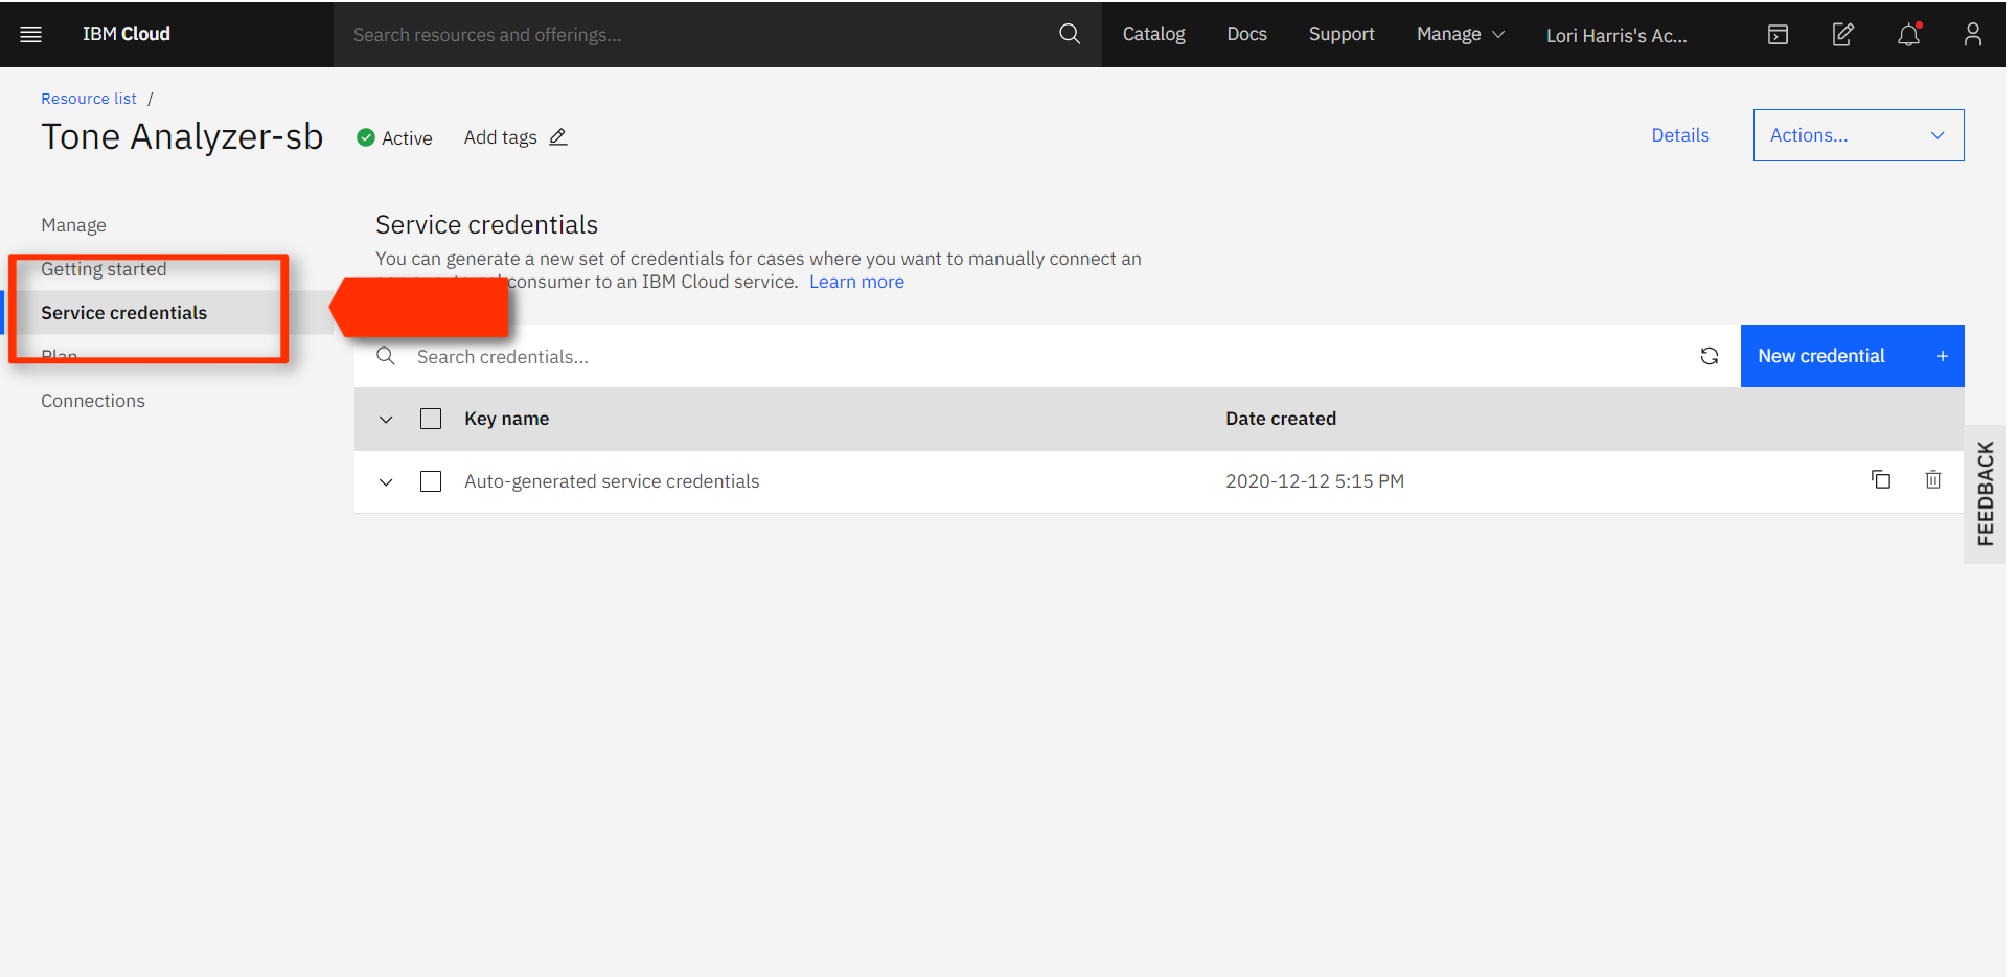 IBM Cloud
Search resources and offerings...
Catalog
Docs
Support
Manage
Lori Harris's Ac...
Resource list /
Tone Analyzer-sb
Active
Add tags
Details
Actions...
Manage
Getting started
Service credentials
Plan
Connections
Service credentials
You can generate a new set of credentials for cases where you want to manually connect an
consumer to an IBM Cloud service. Learn more
Search credentials...
New credential +
Key name
Date created
Auto-generated service credentials
2020-12-12 5:15 PM
FEEDBACK